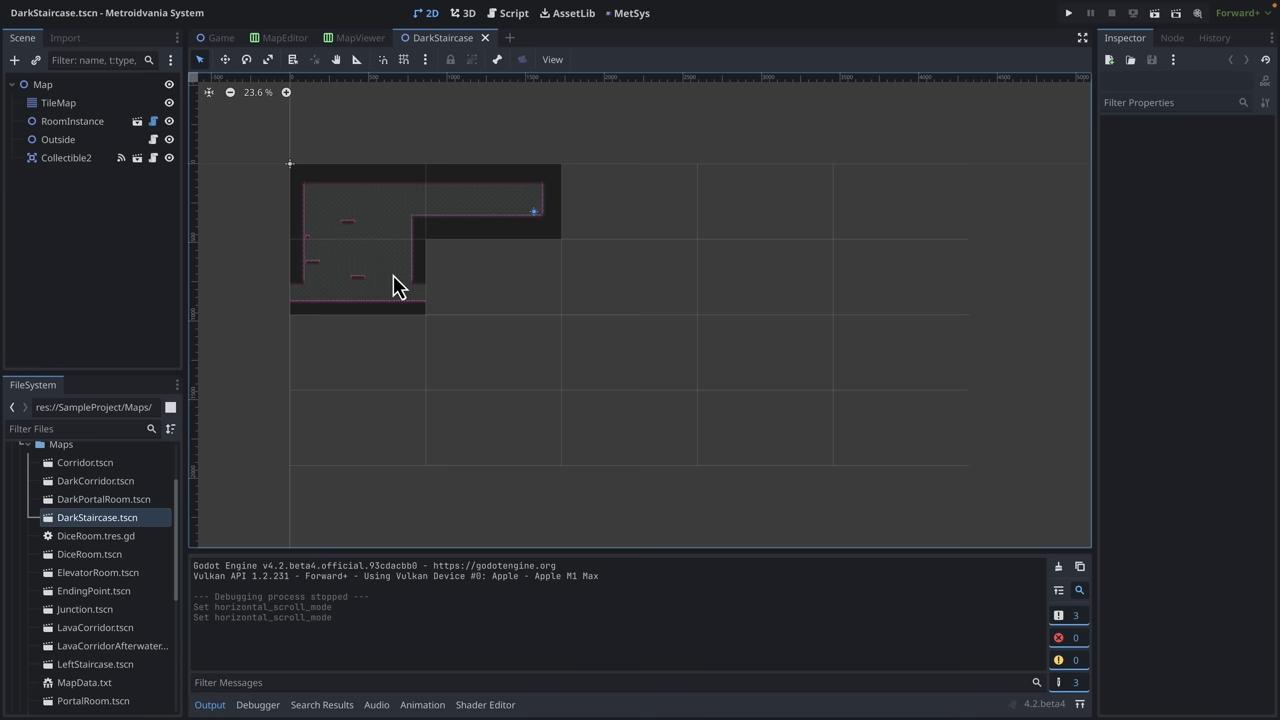 DarkStaircase.tscn - Metroidvania System
2D 3D Script AssetLib MetSys
Forward+
Scene Import
Game MapEditor MapViewer DarkStaircase
Inspector Node History
Filter: name, t:type,
View
Map
TileMap
RoomInstance
Outside
Collectible2
23.6 %
Filter Properties
FileSystem
res://SampleProject/Maps/
Filter Files
Maps
Corridor.tscn
DarkCorridor.tscn
DarkPortalRoom.tscn
DarkStaircase.tscn
DiceRoom.tres.gd
DiceRoom.tscn
ElevatorRoom.tscn
EndingPoint.tscn
Junction.tscn
LavaCorridor.tscn
LavaCorridorAfterwater...
LeftStaircase.tscn
MapData.txt
PortalRoom.tscn
Godot Engine v4.2.beta4.official.93cdacbb0 - https://godotengine.org
Vulkan API 1.2.231 - Forward+ - Using Vulkan Device #0: Apple - Apple M1 Max
--- Debugging process stopped ---
Set horizontal_scroll_mode
Set horizontal_scroll_mode
3
0
0
3
Filter Messages
Output Debugger Search Results Audio Animation Shader Editor
4.2.beta4